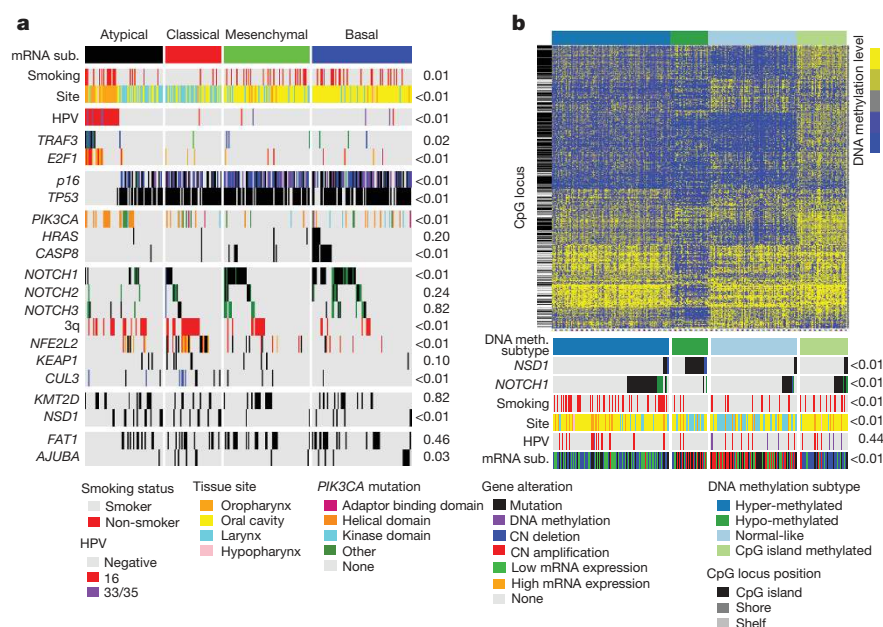 a
Atypical Classical Mesenchymal Basal
mRNA sub.
Smoking 0.01
Site <0.01
HPV <0.01
TRAF3 0.02
E2F1 <0.01
p16 <0.01
TP53 <0.01
PIK3CA <0.01
HRAS 0.20
CASP8 <0.01
NOTCH1 <0.01
NOTCH2 0.24
NOTCH3 0.82
3q <0.01
NFE2L2 <0.01
KEAP1 0.10
CUL3 <0.01
KMT2D 0.82
NSD1 <0.01
FAT1 0.46
AJUBA 0.03
Smoking status
Smoker
Non-smoker
HPV
Negative
16
33/35
Tissue site
Oropharynx
Oral cavity
Larynx
Hypopharynx
PIK3CA mutation
Adaptor binding domain
Helical domain
Kinase domain
Other
None
Gene alteration
Mutation
DNA methylation
CN deletion
CN amplification
Low mRNA expression
High mRNA expression
None
b
CpG locus
DNA methylation level
DNA meth.
subtype
NSD1 <0.01
NOTCH1 <0.01
Smoking <0.01
Site <0.01
HPV 0.44
mRNA sub. <0.01
DNA methylation subtype
Hyper-methylated
Hypo-methylated
Normal-like
CpG island methylated
CpG locus position
CpG island
Shore
Shelf